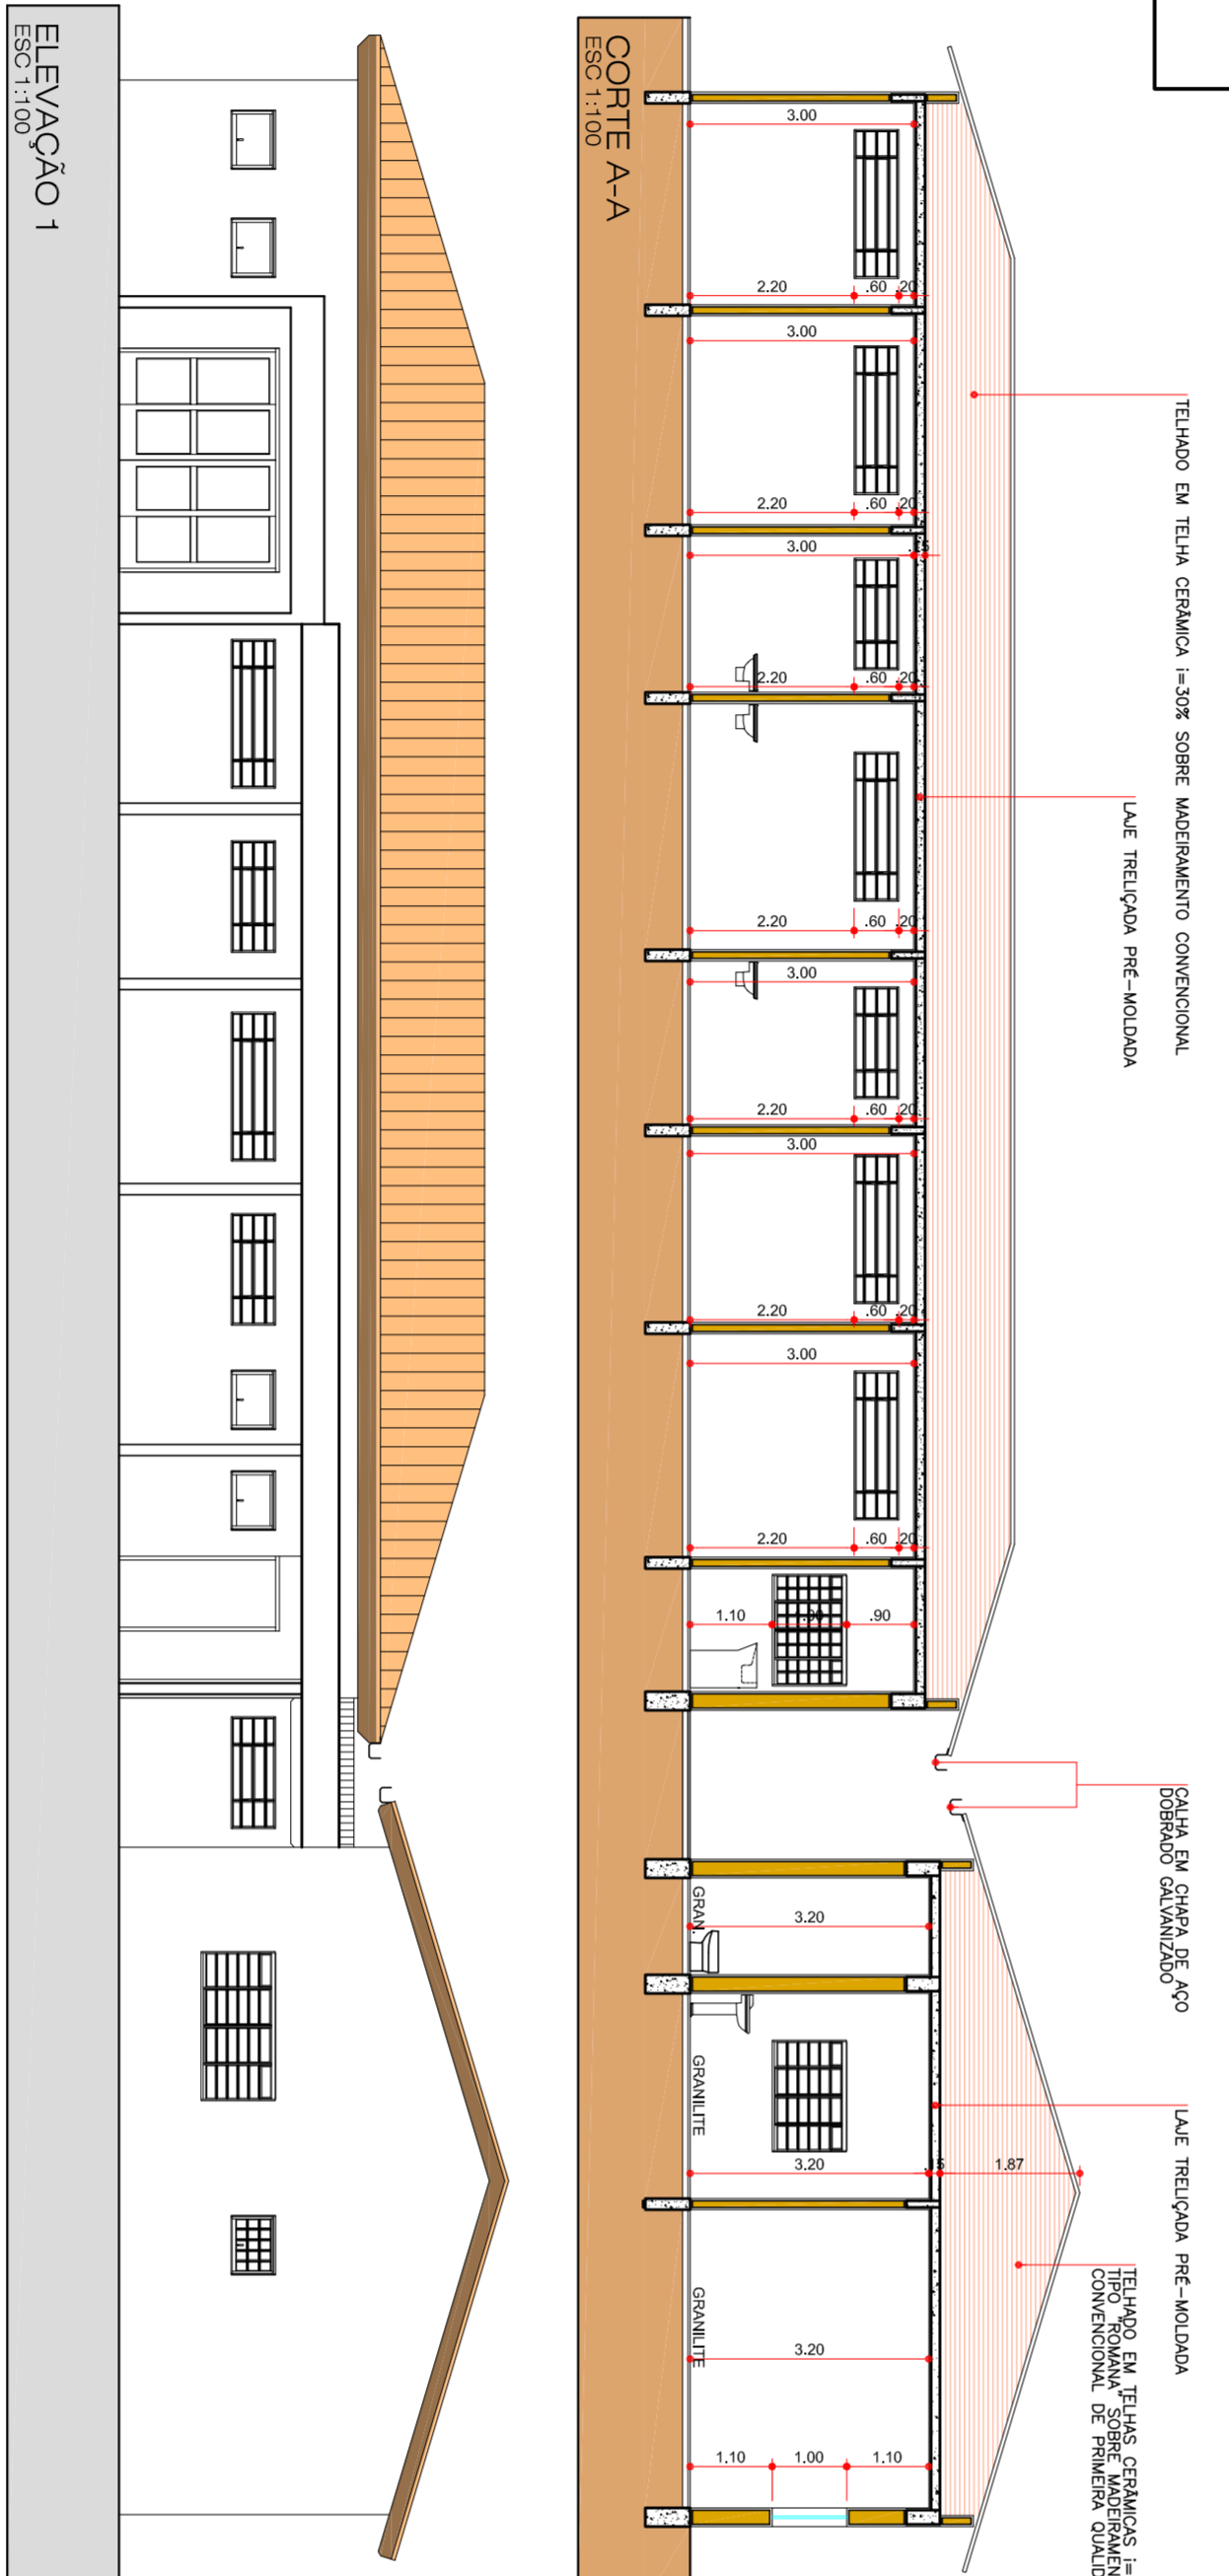 TELHADO EM TELHA CERÂMICA i=30% SOBRE MADEIRAMENTO CONVENCIONAL
LAJE TRELIÇADA PRÉ-MOLDADA
CALHA EM CHAPA DE AÇO
DOBRADO GALVANIZADO
LAJE TRELIÇADA PRÉ-MOLDADA
TELHADO EM TELHAS CERÂMICAS i=
TIPO "ROMANA" SOBRE MADEIRAMEN
CONVENCIONAL DE PRIMEIRA QUALID
1.87
.15
3.00
2.20 .60 .20
3.00
2.20 .60 .20
3.00 .15
2.20 .60 .20
2.20 .60 .20
3.00
2.20 .60 .20
3.00
2.20 .60 .20
3.00
2.20 .60 .20
1.10 .90
GRAN.
3.20
GRANILITE
3.20
GRANILITE
3.20
1.10 1.00 1.10
CORTE A-A
ESC 1:100
ELEVAÇÃO 1
ESC 1:100